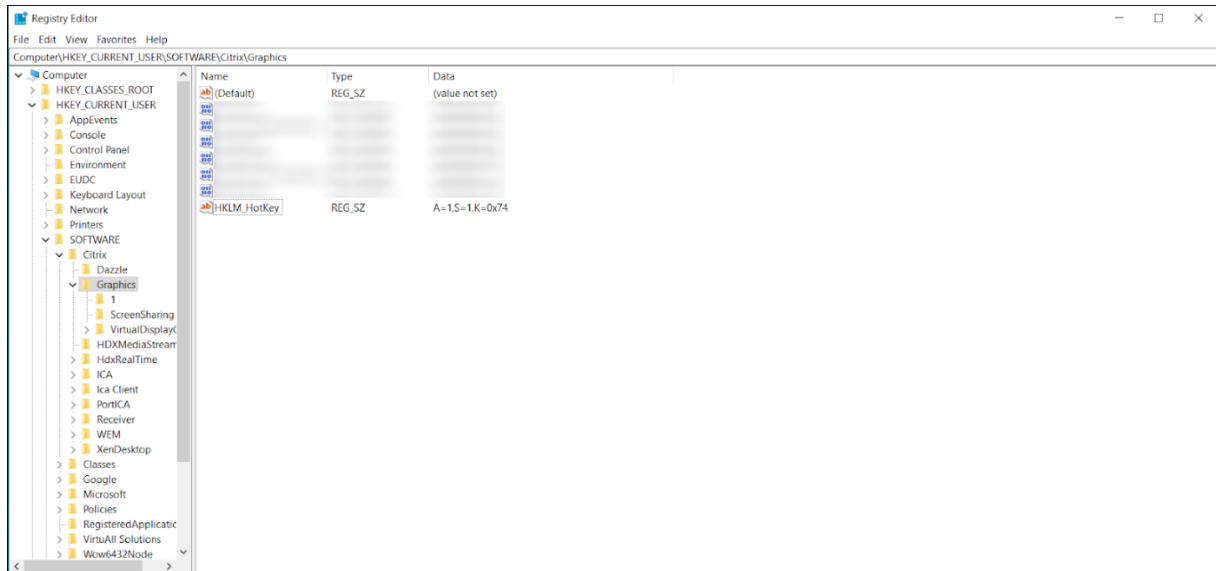 Registry Editor
File Edit View Favorites Help
Computer\HKEY_CURRENT_USER\SOFTWARE\Citrix\Graphics
Computer
HKEY_CLASSES_ROOT
HKEY_CURRENT_USER
AppEvents
Console
Control Panel
Environment
EUDC
Keyboard Layout
Network
Printers
SOFTWARE
Citrix
Dazzle
Graphics
1
ScreenSharing
VirtualDisplay
HDXMediaStream
HdxRealTime
ICA
Ica Client
PortICA
Receiver
WEM
XenDesktop
Classes
Google
Microsoft
Policies
RegisteredApplicatic
VirtuAll Solutions
Wow6432Node
Name Type Data
(Default) REG_SZ (value not set)
HKLM_HotKey REG_SZ A=1,S=1,K=0x74